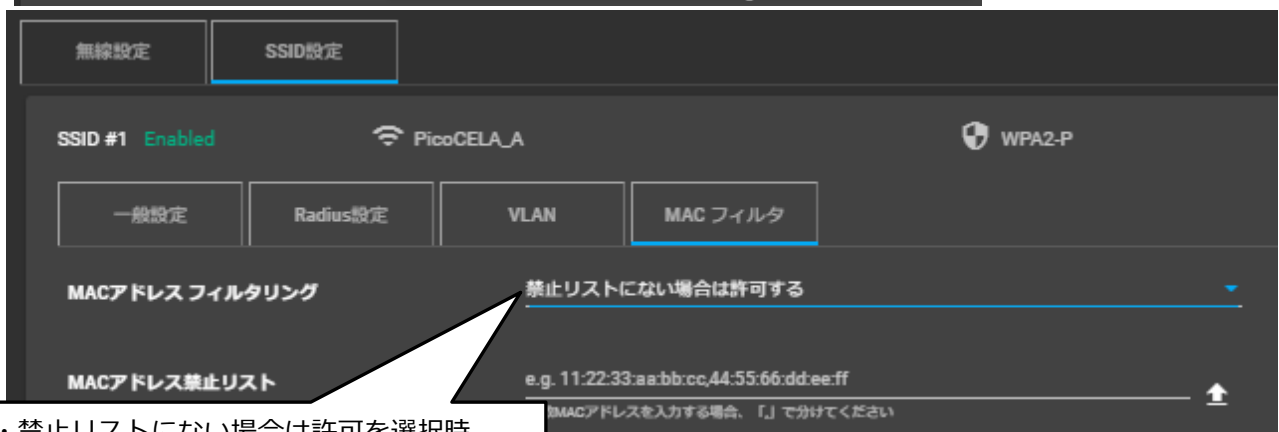 無線設定 SSID設定
SSID #1 Enabled PicoCELA_A WPA2-P
一般設定 Radius設定 VLAN MAC フィルタ
MACアドレス フィルタリング 禁止リストにない場合は許可する
MACアドレス禁止リスト e.g. 11:22:33:aa:bb:cc,44:55:66:dd:ee:ff
MACアドレスを入力する場合、「,」で分けてください
・禁止リストにない場合は許可を選択時